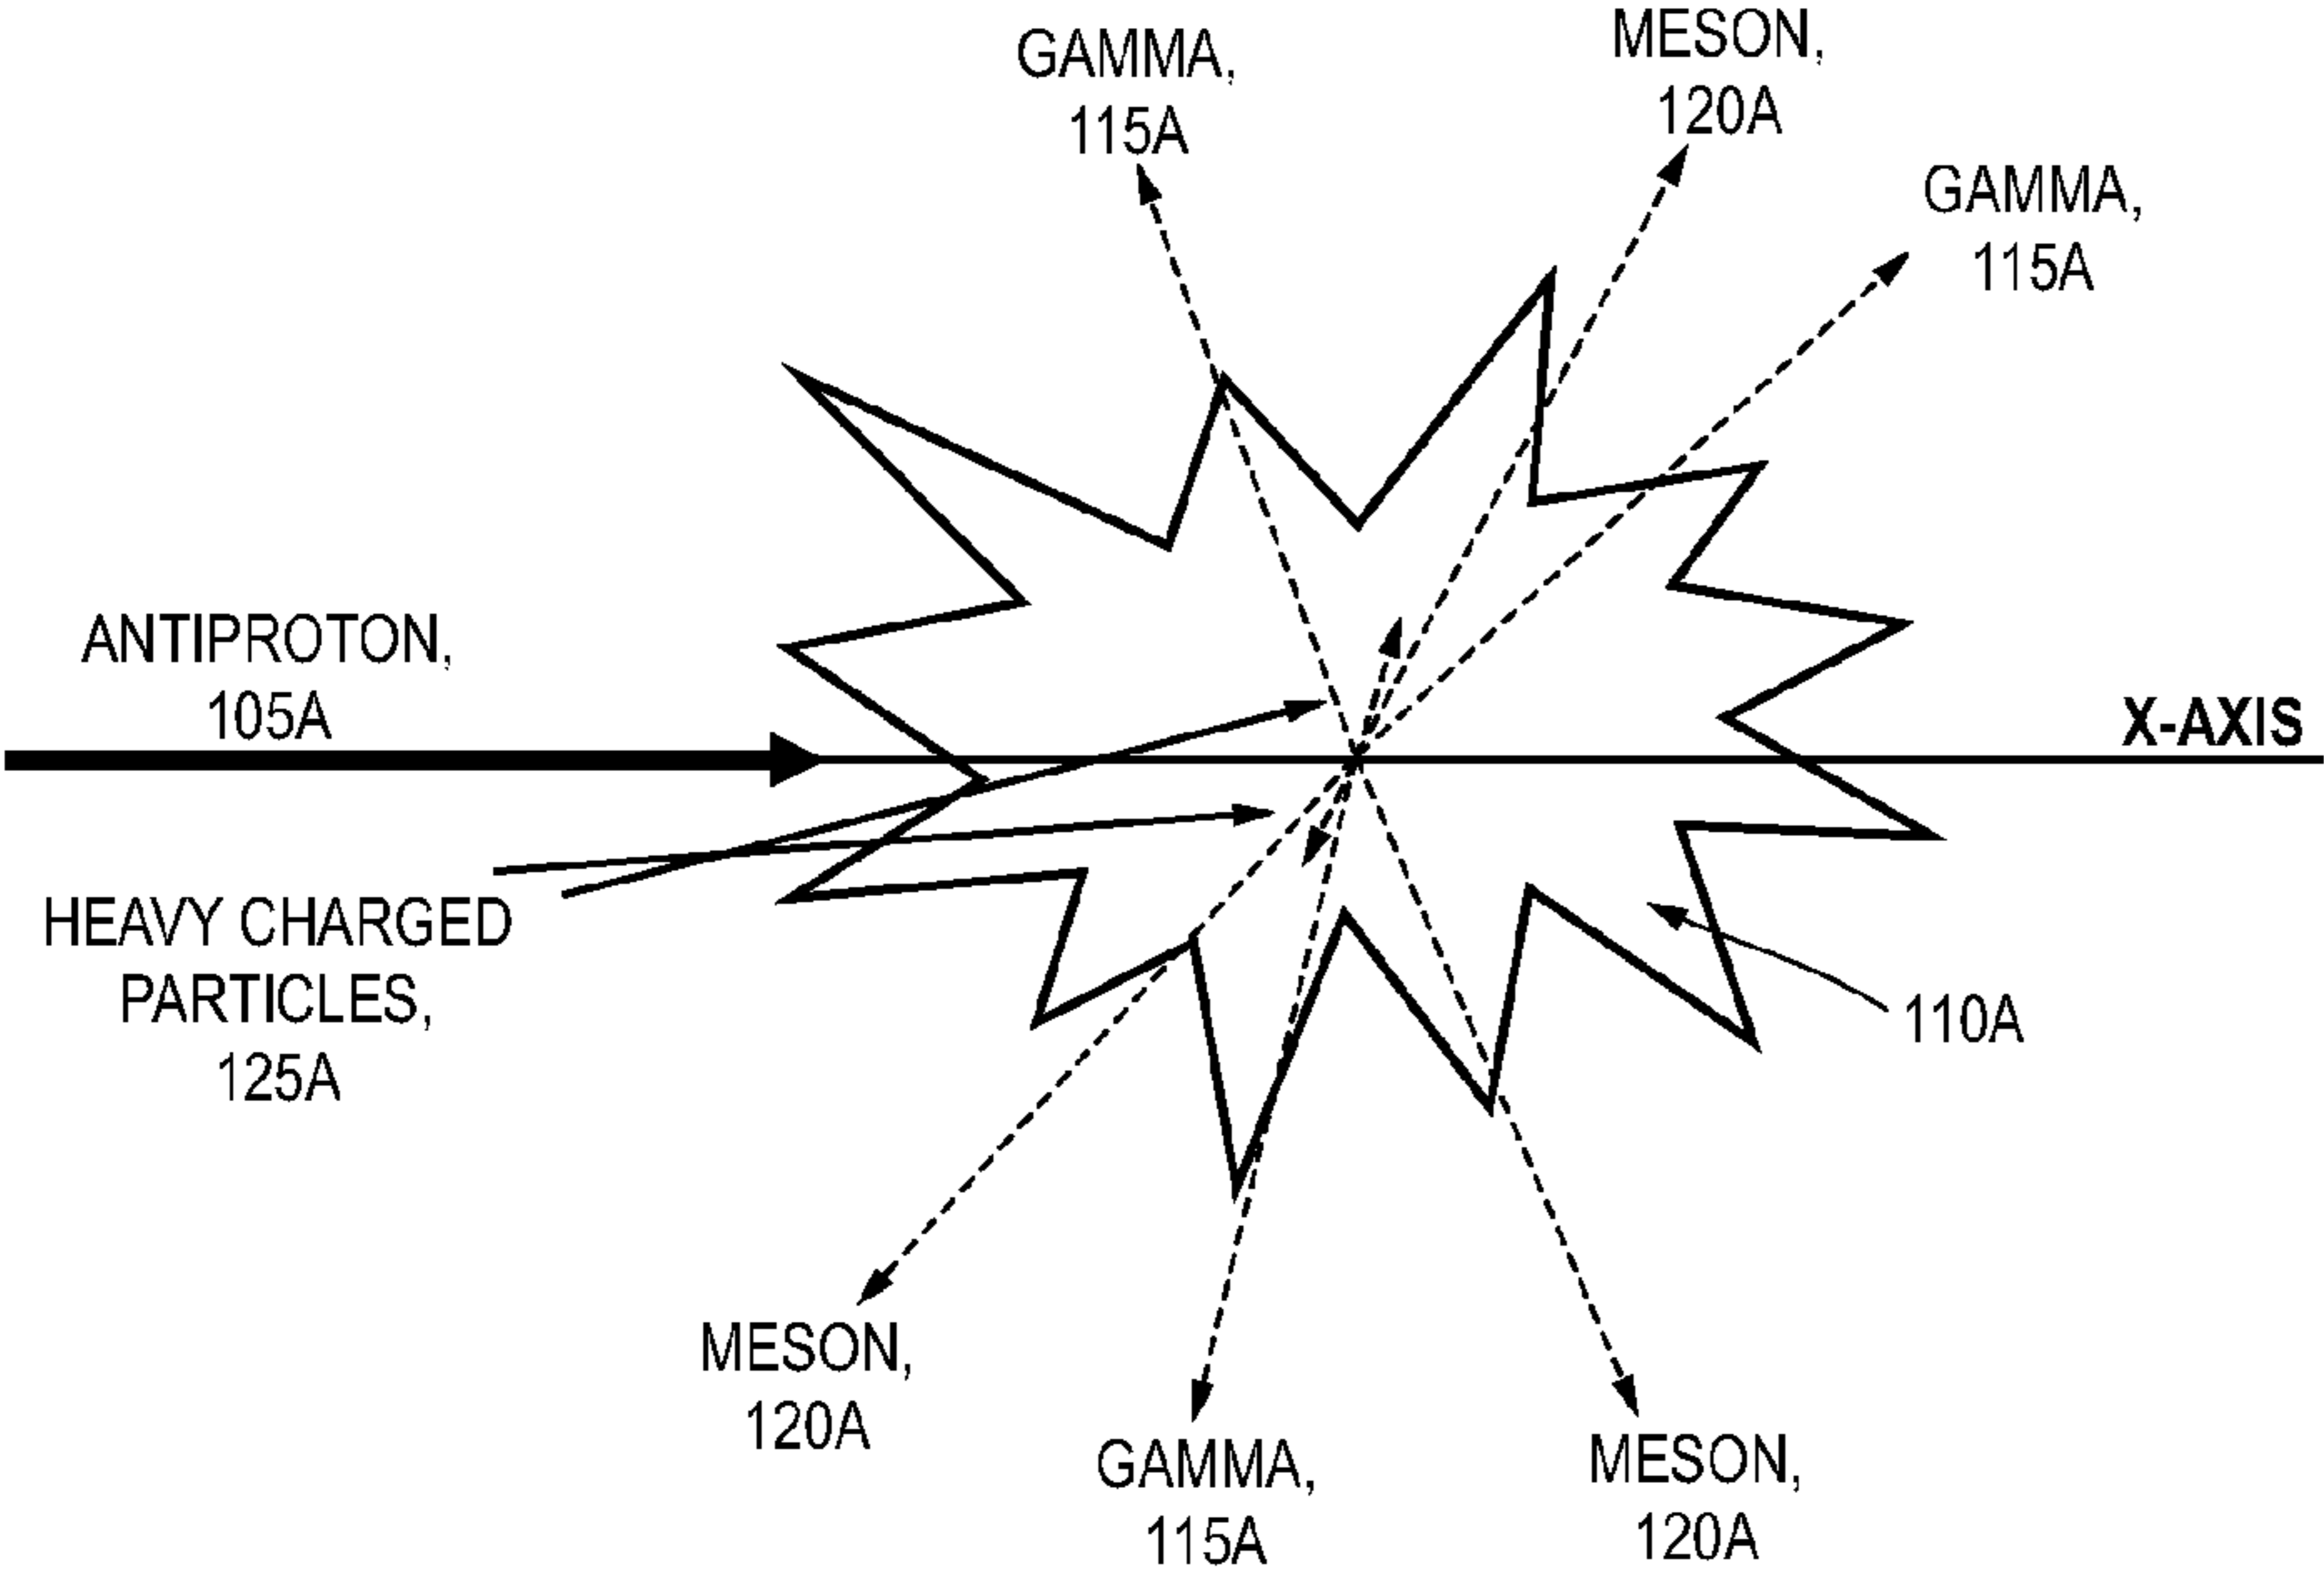 GAMMA,
115A
MESON,
120A
GAMMA,
115A
ANTIPROTON,
105A
X-AXIS
HEAVY CHARGED
PARTICLES,
125A
110A
MESON,
120A
GAMMA,
115A
MESON,
120A